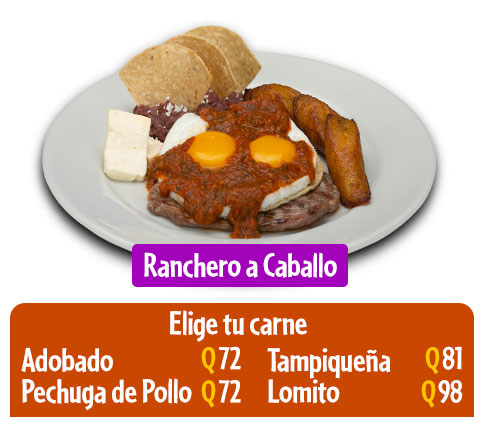 Ranchero a Caballo
Elige tu carne
Adobado Q72 Tampiqueña Q81
Pechuga de Pollo Q72 Lomito Q98